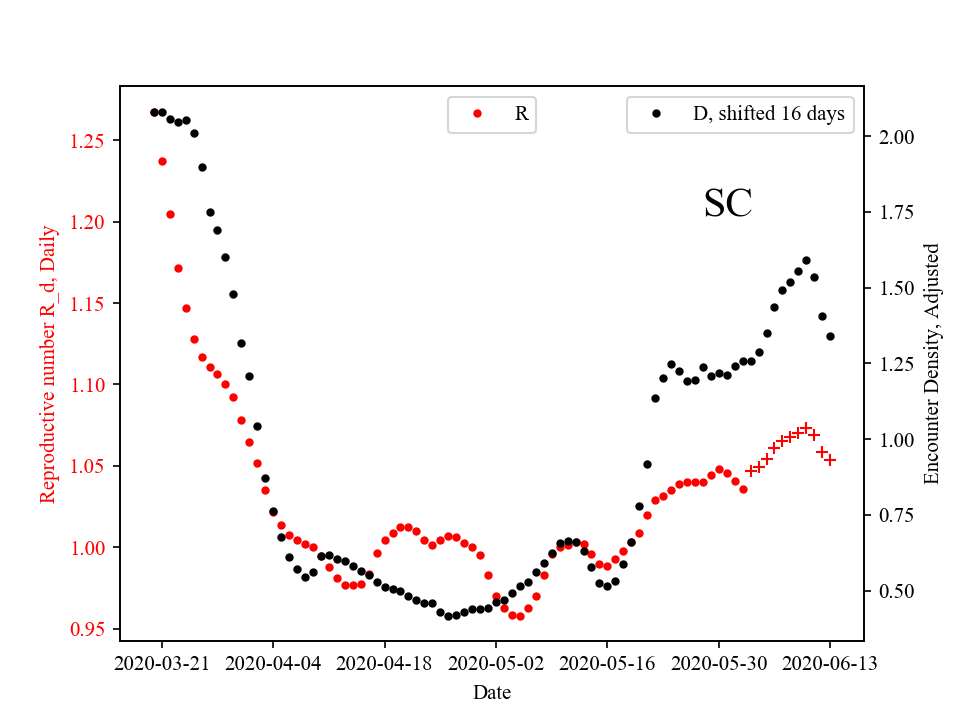 R
D, shifted 16 days
SC
Reproductive number R_d, Daily
1.25
1.20
1.15
1.10
1.05
1.00
0.95
2.00
1.75
1.50
1.25
1.00
0.75
0.50
Encounter Density, Adjusted
2020-03-21 2020-04-04 2020-04-18 2020-05-02 2020-05-16 2020-05-30 2020-06-13
Date